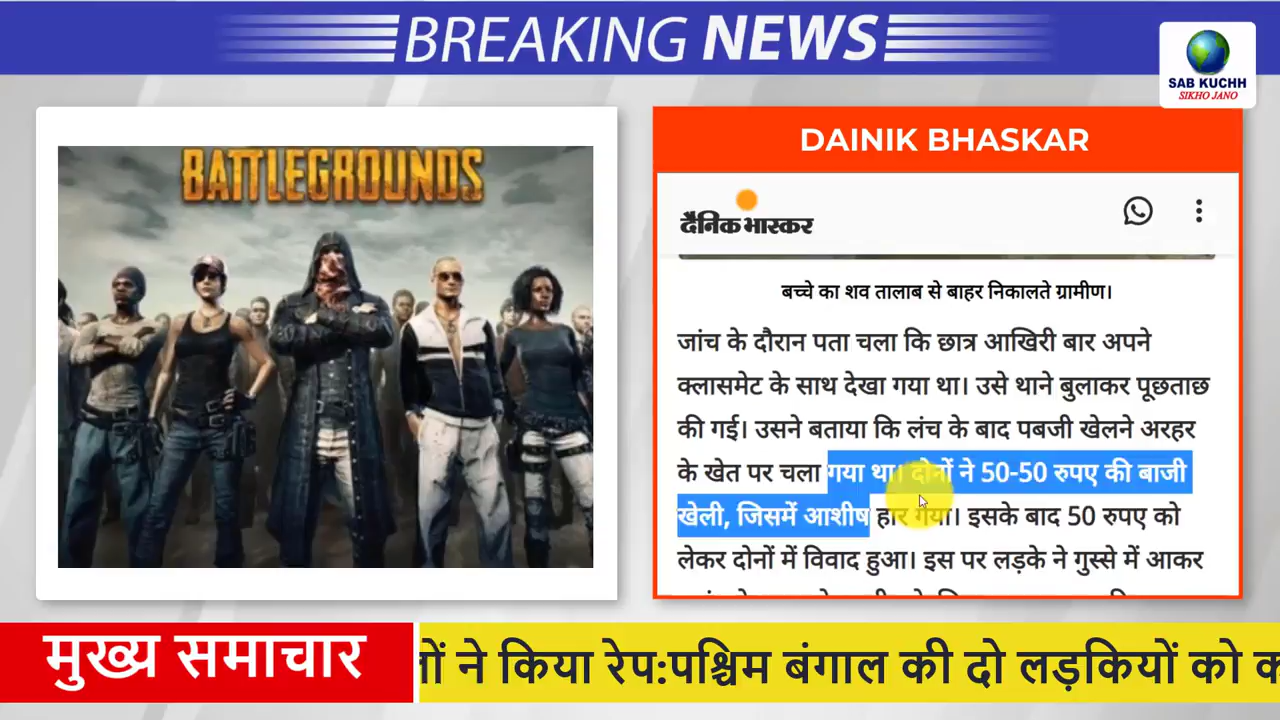 BREAKING NEWS
SAB KUCHH
SIKHO JANO
BATTLEGROUNDS
DAINIK BHASKAR
दैनिक भास्कर
बच्चे का शव तालाब से बाहर निकालते ग्रामीण।
जांच के दौरान पता चला कि छात्र आखिरी बार अपने
क्लासमेट के साथ देखा गया था। उसे थाने बुलाकर पूछताछ
की गई। उसने बताया कि लंच के बाद पबजी खेलने अरहर
के खेत पर चला गया था। दोनों ने 50-50 रुपए की बाजी
खेली, जिसमें आशीष हार गया। इसके बाद 50 रुपए को
लेकर दोनों में विवाद हुआ। इस पर लड़के ने गुस्से में आकर
मुख्य समाचार
ने किया रेप:पश्चिम बंगाल की दो लड़कियों को